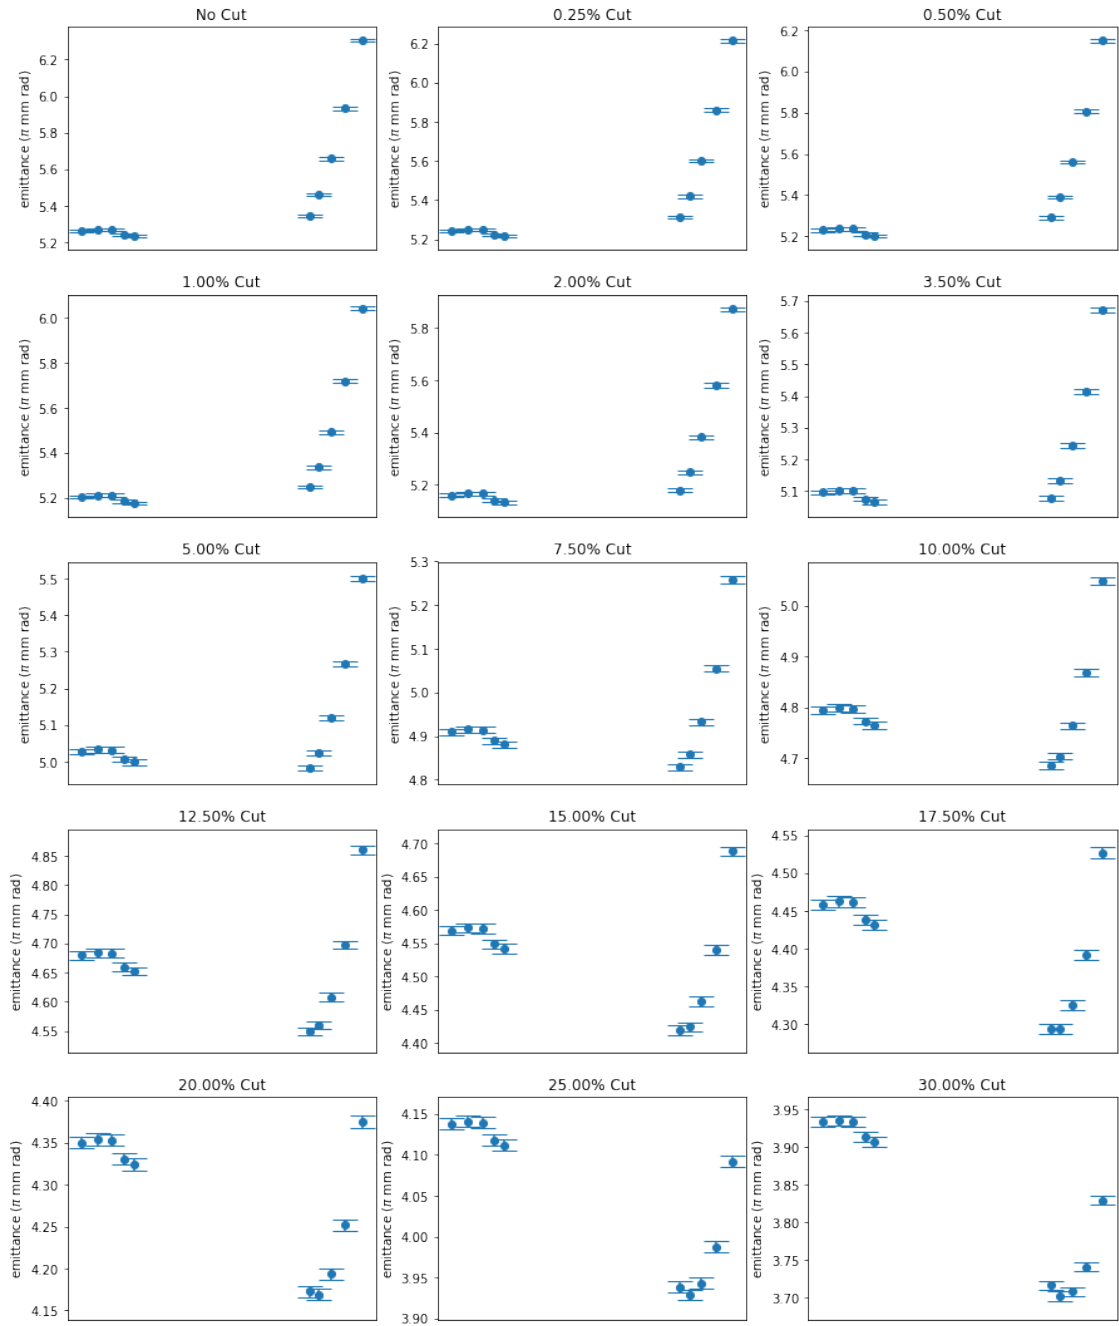 No Cut
0.25% Cut
0.50% Cut
emittance (π mm rad)
6.2
6.0
5.8
5.6
5.4
5.2
emittance (π mm rad)
6.2
6.0
5.8
5.6
5.4
5.2
emittance (π mm rad)
6.2
6.0
5.8
5.6
5.4
5.2
1.00% Cut
2.00% Cut
3.50% Cut
emittance (π mm rad)
6.0
5.8
5.6
5.4
5.2
emittance (π mm rad)
5.8
5.6
5.4
5.2
emittance (π mm rad)
5.7
5.6
5.5
5.4
5.3
5.2
5.1
5.00% Cut
7.50% Cut
10.00% Cut
emittance (π mm rad)
5.5
5.4
5.3
5.2
5.1
5.0
emittance (π mm rad)
5.3
5.2
5.1
5.0
4.9
4.8
emittance (π mm rad)
5.0
4.9
4.8
4.7
12.50% Cut
15.00% Cut
17.50% Cut
emittance (π mm rad)
4.85
4.80
4.75
4.70
4.65
4.60
4.55
emittance (π mm rad)
4.70
4.65
4.60
4.55
4.50
4.45
4.40
emittance (π mm rad)
4.55
4.50
4.45
4.40
4.35
4.30
20.00% Cut
25.00% Cut
30.00% Cut
emittance (π mm rad)
4.40
4.35
4.30
4.25
4.20
4.15
emittance (π mm rad)
4.15
4.10
4.05
4.00
3.95
3.90
emittance (π mm rad)
3.95
3.90
3.85
3.80
3.75
3.70